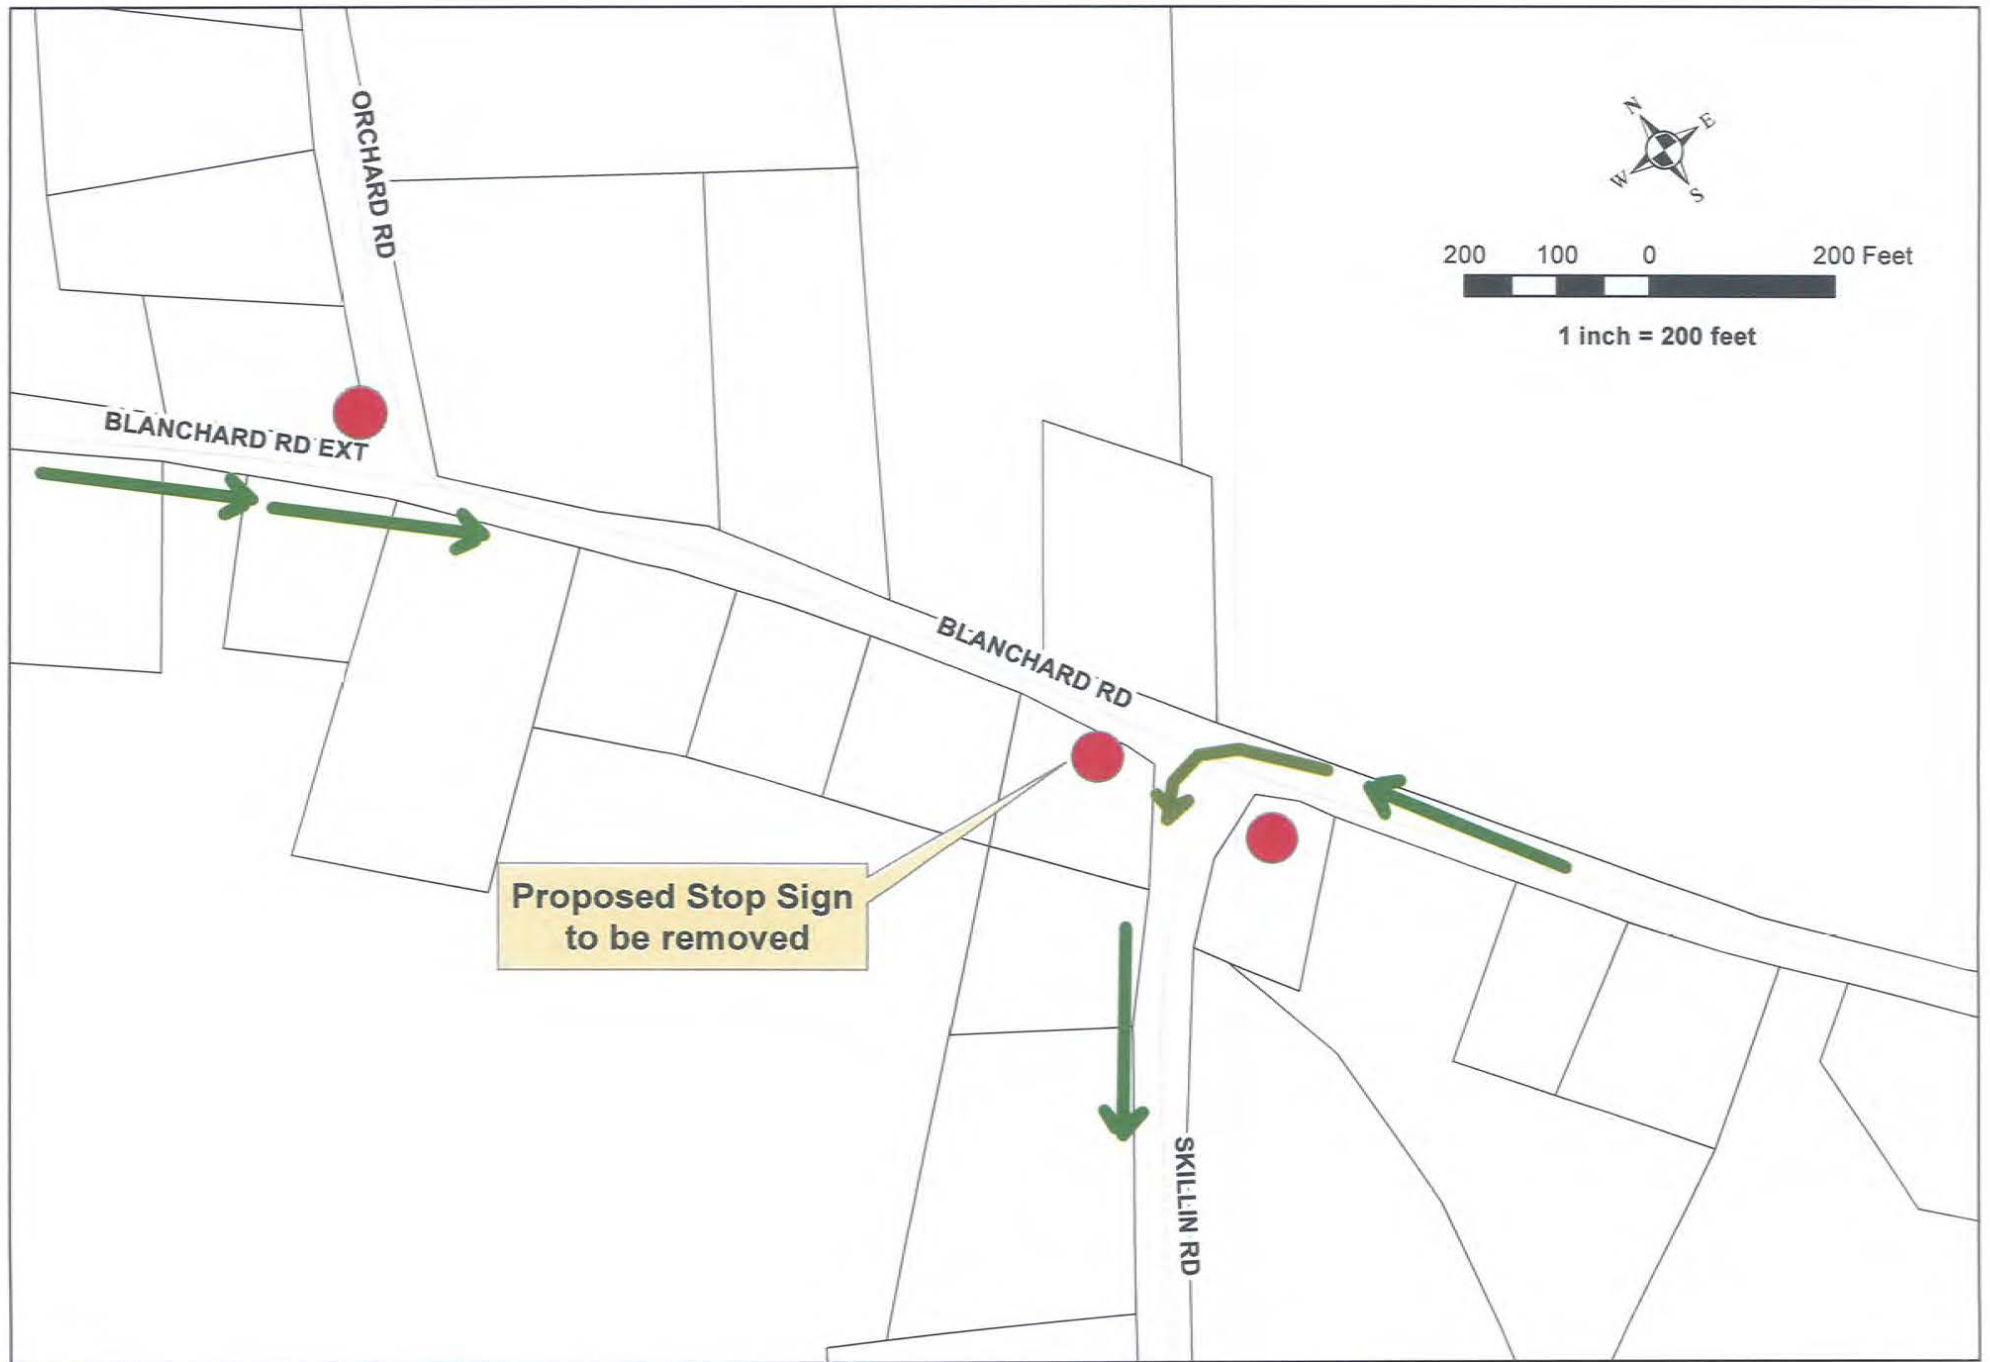 ORCHARD RD
N
E
W
S
200 100 0 200 Feet
1 inch = 200 feet
BLANCHARD RD EXT
BLANCHARD RD
Proposed Stop Sign
to be removed
SKILLIN RD